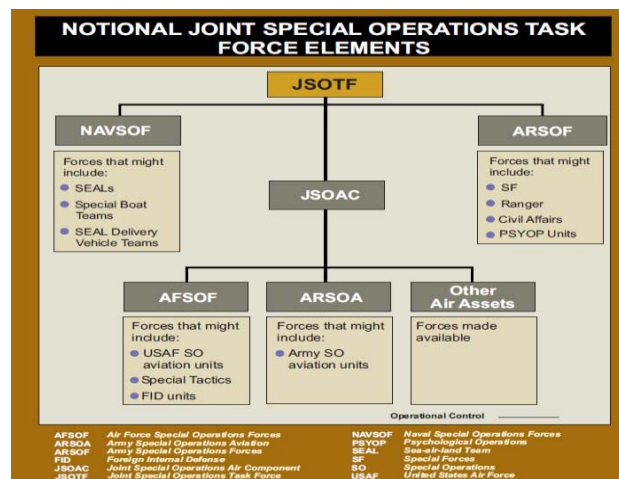 NOTIONAL JOINT SPECIAL OPERATIONS TASK
FORCE ELEMENTS
JSOTF
NAVSOF
Forces that might
include:
SEALs
Special Boat
Teams
SEAL Delivery
Vehicle Teams
JSOAC
ARSOF
Forces that might
include:
SF
Ranger
Civil Affairs
PSYOP Units
AFSOF
Forces that might
include:
USAF SO
aviation units
Special Tactics
FID units
ARSOA
Forces that might
include:
Army SO
aviation units
Other
Air Assets
Forces made
available
Operational Control
AFSOF Air Force Special Operations Forces
ARSOA Army Special Operations Aviation
ARSOF Army Special Operations Forces
FID Foreign Internal Defense
JSOAC Joint Special Operations Air Component
JSOTF Joint Special Operations Task Force
NAVSOF Naval Special Operations Forces
PSYOP Psychological Operations
SEAL Sea-air-land Team
SF Special Forces
SO Special Operations
USAF United States Air Force